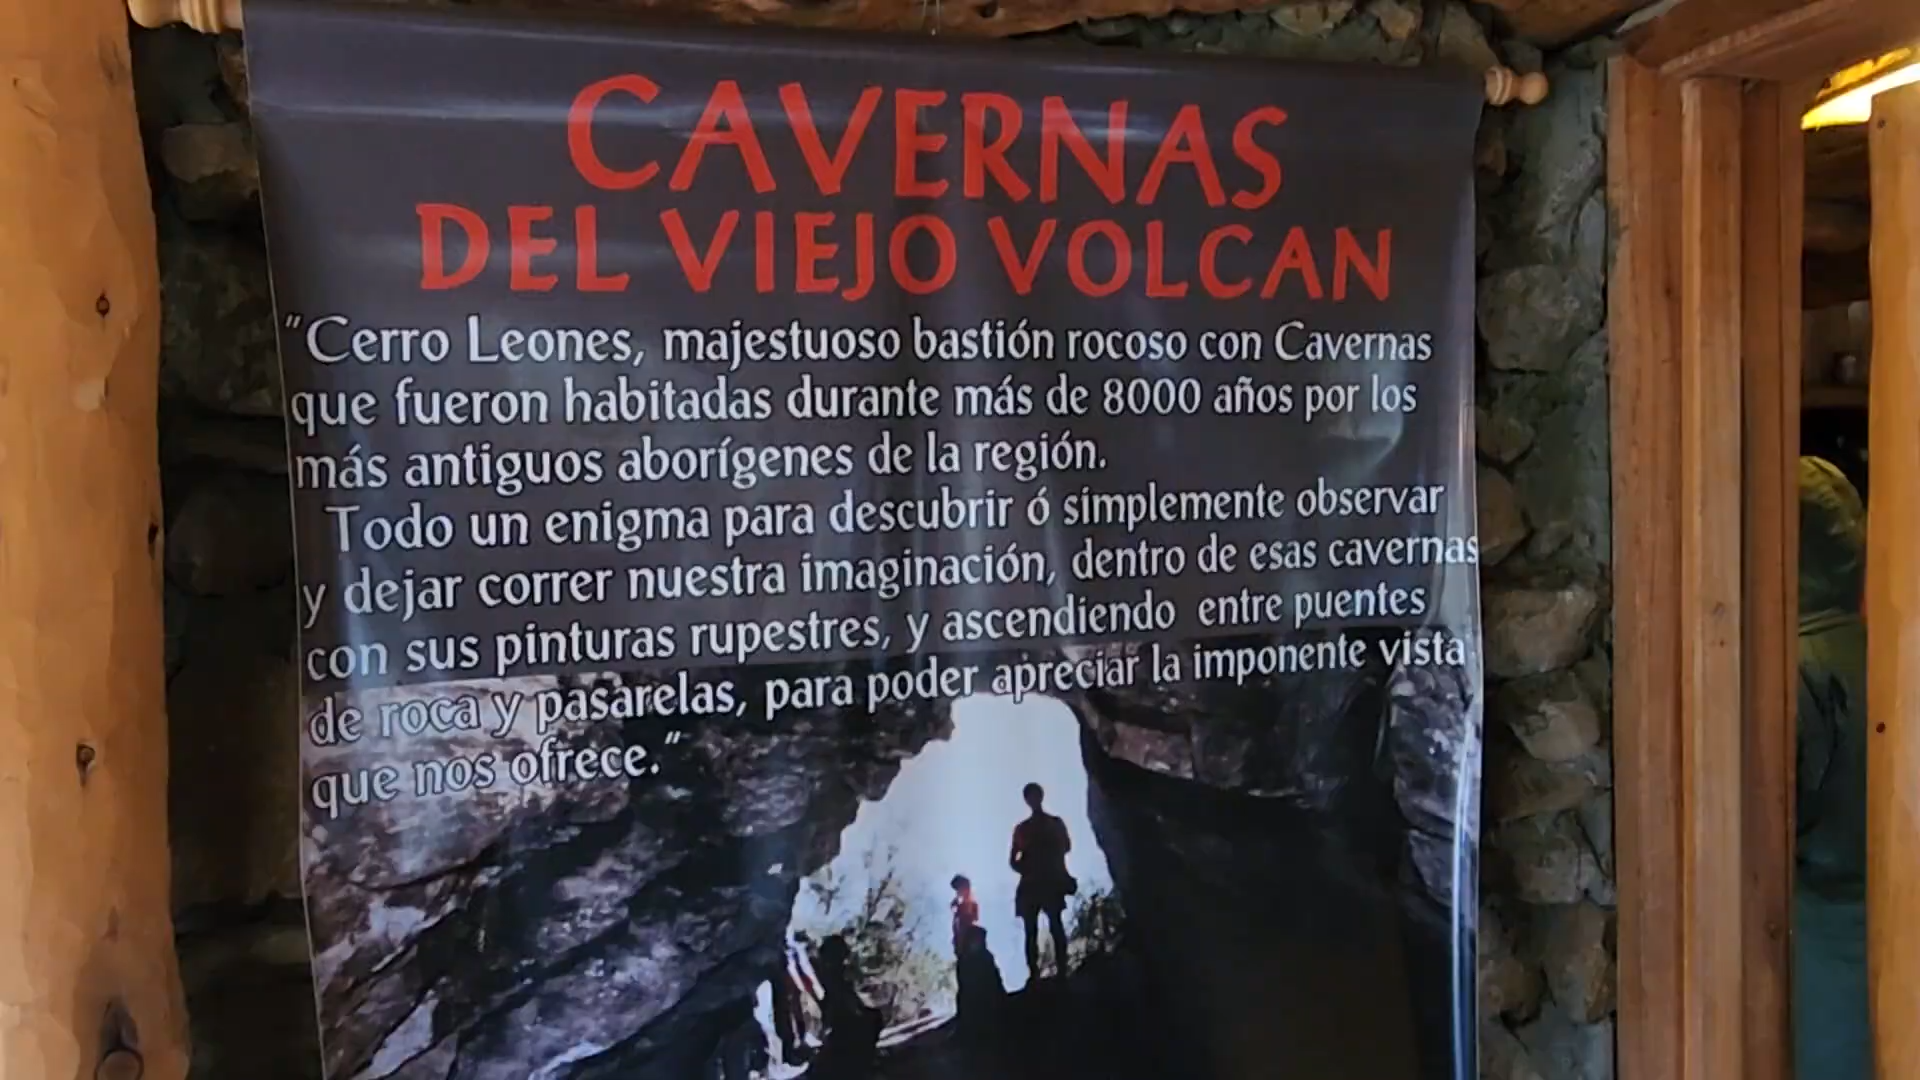 CAVERNAS
DEL VIEJO VOLCAN
"Cerro Leones, majestuoso bastión rocoso con Cavernas
que fueron habitadas durante más de 8000 años por los
más antiguos aborígenes de la región.
Todo un enigma para descubrir ó simplemente observar
y dejar correr nuestra imaginación, dentro de esas cavernas
con sus pinturas rupestres, y ascendiendo entre puentes
de roca y pasarelas, para poder apreciar la imponente vista
que nos ofrece."